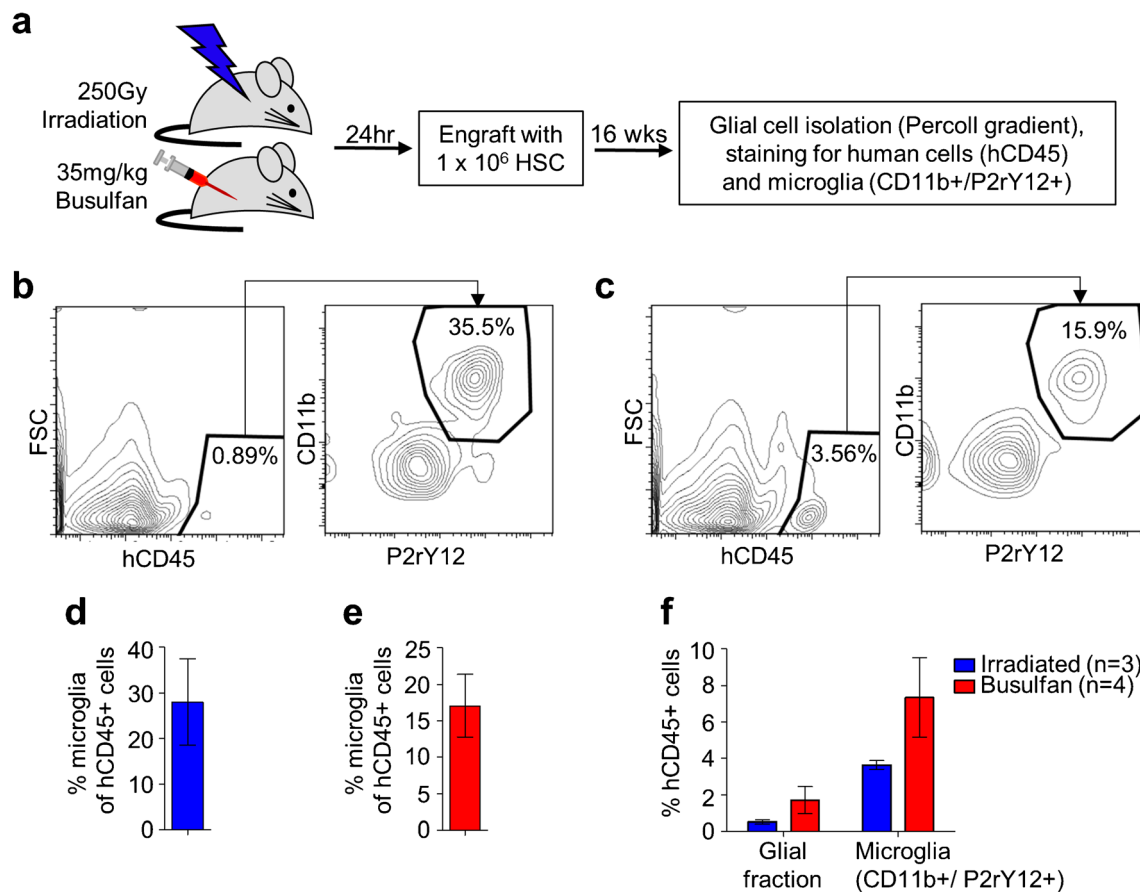 a
250Gy
Irradiation
35mg/kg
Busulfan
24hr
Engraft with
1 x 10⁶ HSC
16 wks
Glial cell isolation (Percoll gradient),
staining for human cells (hCD45)
and microglia (CD11b+/P2rY12+)
b
FSC
0.89%
hCD45
CD11b
35.5%
P2rY12
c
FSC
3.56%
hCD45
CD11b
15.9%
P2rY12
d
% microglia
of hCD45+ cells
40
30
20
10
0
e
% microglia
of hCD45+ cells
25
20
15
10
5
0
f
% hCD45+ cells
10
8
6
4
2
0
Irradiated (n=3)
Busulfan (n=4)
Glial
fraction
Microglia
(CD11b+/ P2rY12+)